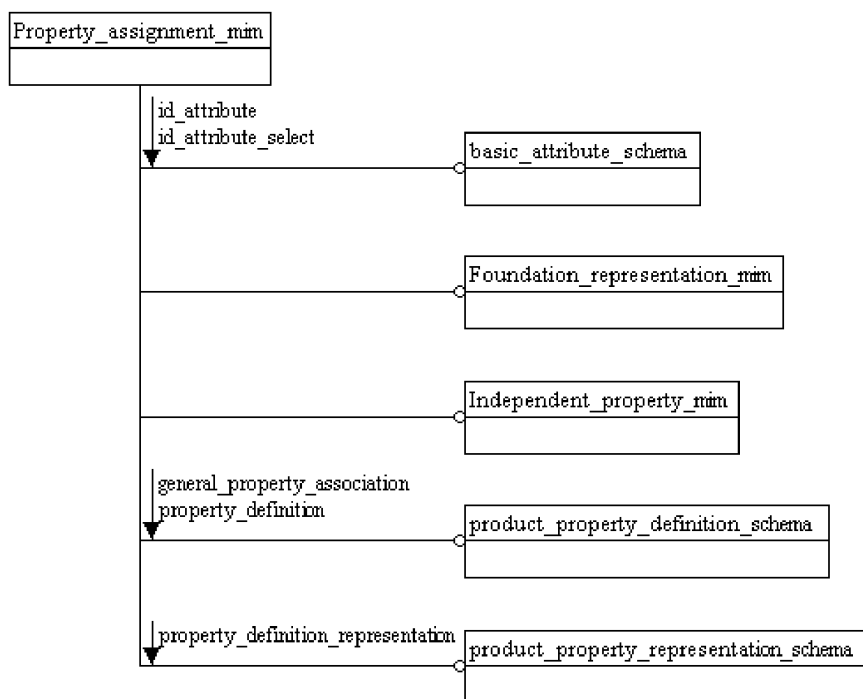 Property_assignment_mim
id_attribute
id_attribute_select
basic_attribute_schema
Foundation_representation_mim
Independent_property_mim
general_property_association
property_definition
product_property_definition_schema
property_definition_representation
product_property_representation_schema